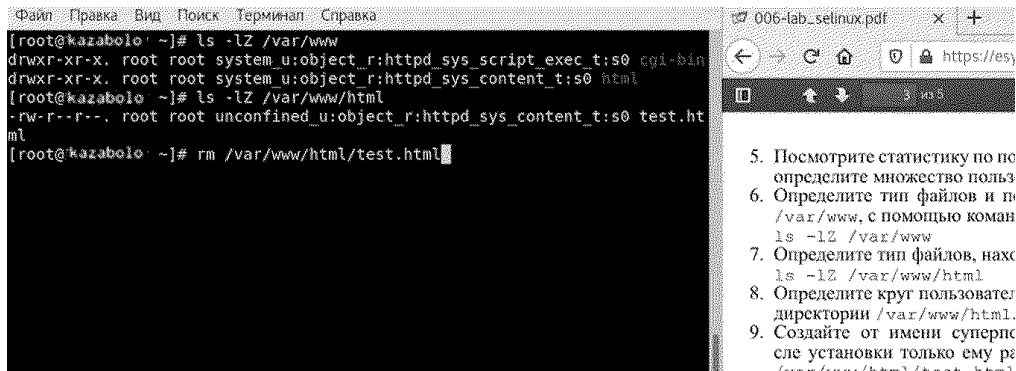 Файл Правка Вид Поиск Терминал Справка
[root@kazabolo ~]# ls -lZ /var/www
drwxr-xr-x. root root system_u:object_r:httpd_sys_script_exec_t:s0 cgi-bin
drwxr-xr-x. root root system_u:object_r:httpd_sys_content_t:s0 html
[root@kazabolo ~]# ls -lZ /var/www/html
-rw-r--r--. root root unconfined_u:object_r:httpd_sys_content_t:s0 test.ht
ml
[root@kazabolo ~]# rm /var/www/html/test.html
006-lab_selinux.pdf × +
https://esy
3 из 5
5. Посмотрите статистику по по
определите множество польз
6. Определите тип файлов и п
/var/www, с помощью коман
ls -lZ /var/www
7. Определите тип файлов, нахо
ls -lZ /var/www/html
8. Определите круг пользовател
директории /var/www/html.
9. Создайте от имени суперпо
сле установки только ему ра
/var/www/html/test.html